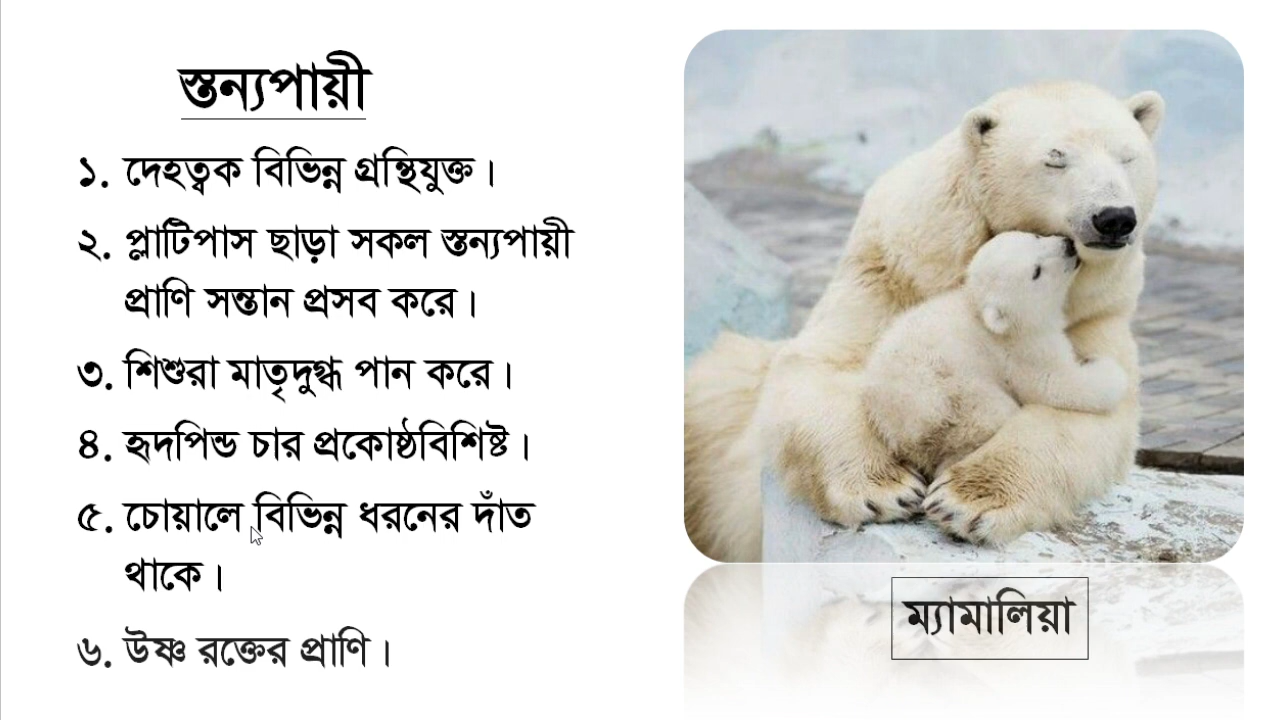 স্তন্যপায়ী
১. দেহত্বক বিভিন্ন গ্রন্থিযুক্ত।
২. প্লাটিপাস ছাড়া সকল স্তন্যপায়ী
প্রাণি সন্তান প্রসব করে।
৩. শিশুরা মাতৃদুগ্ধ পান করে।
৪. হৃদপিন্ড চার প্রকোষ্ঠবিশিষ্ট।
৫. চোয়ালে বিভিন্ন ধরনের দাঁত
থাকে।
৬. উষ্ণ রক্তের প্রাণি।
ম্যামালিয়া